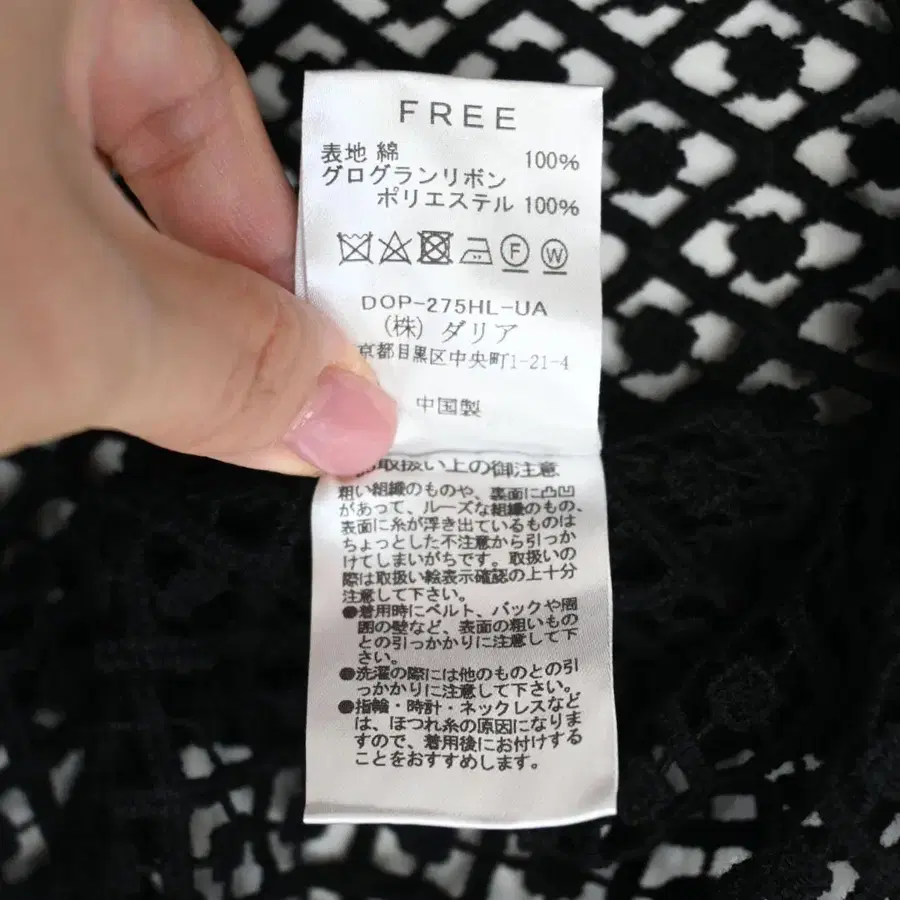 FREE
表地 綿 100%
グログランリボン
ポリエステル 100%
F W
DOP-275HL-UA
(株) ダリア
京都目黒区中央町1-21-4
中国製
取扱い上の御注意
粗い組織のものや、裏面に凸凹
があって、ルーズな組織のもの、
表面に糸が浮き出ているものは
ちょっとした不注意から引っか
けてしまいがちです。取扱いの
際は取扱い絵表示確認の上十分
注意して下さい。
●着用時にベルト、バックや周
囲の壁など、表面の粗いもの
との引っかかりに注意して下
さい。
●洗濯の際には他のものとの引
っかかりに注意して下さい。
●指輪・時計・ネックレスなど
は、ほつれ糸の原因になりま
すので、着用後にお付けする
ことをおすすめします。